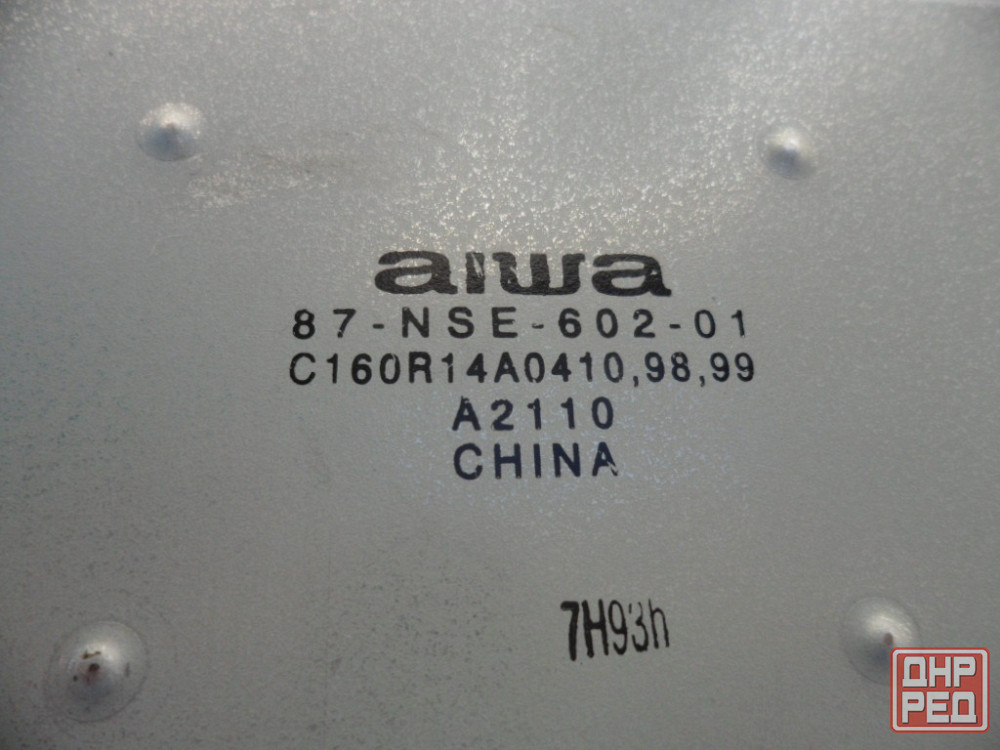 aiwa
87-NSE-602-01
C160R14A0410,98,99
A2110
CHINA
7H93h
ДНР
РЕД